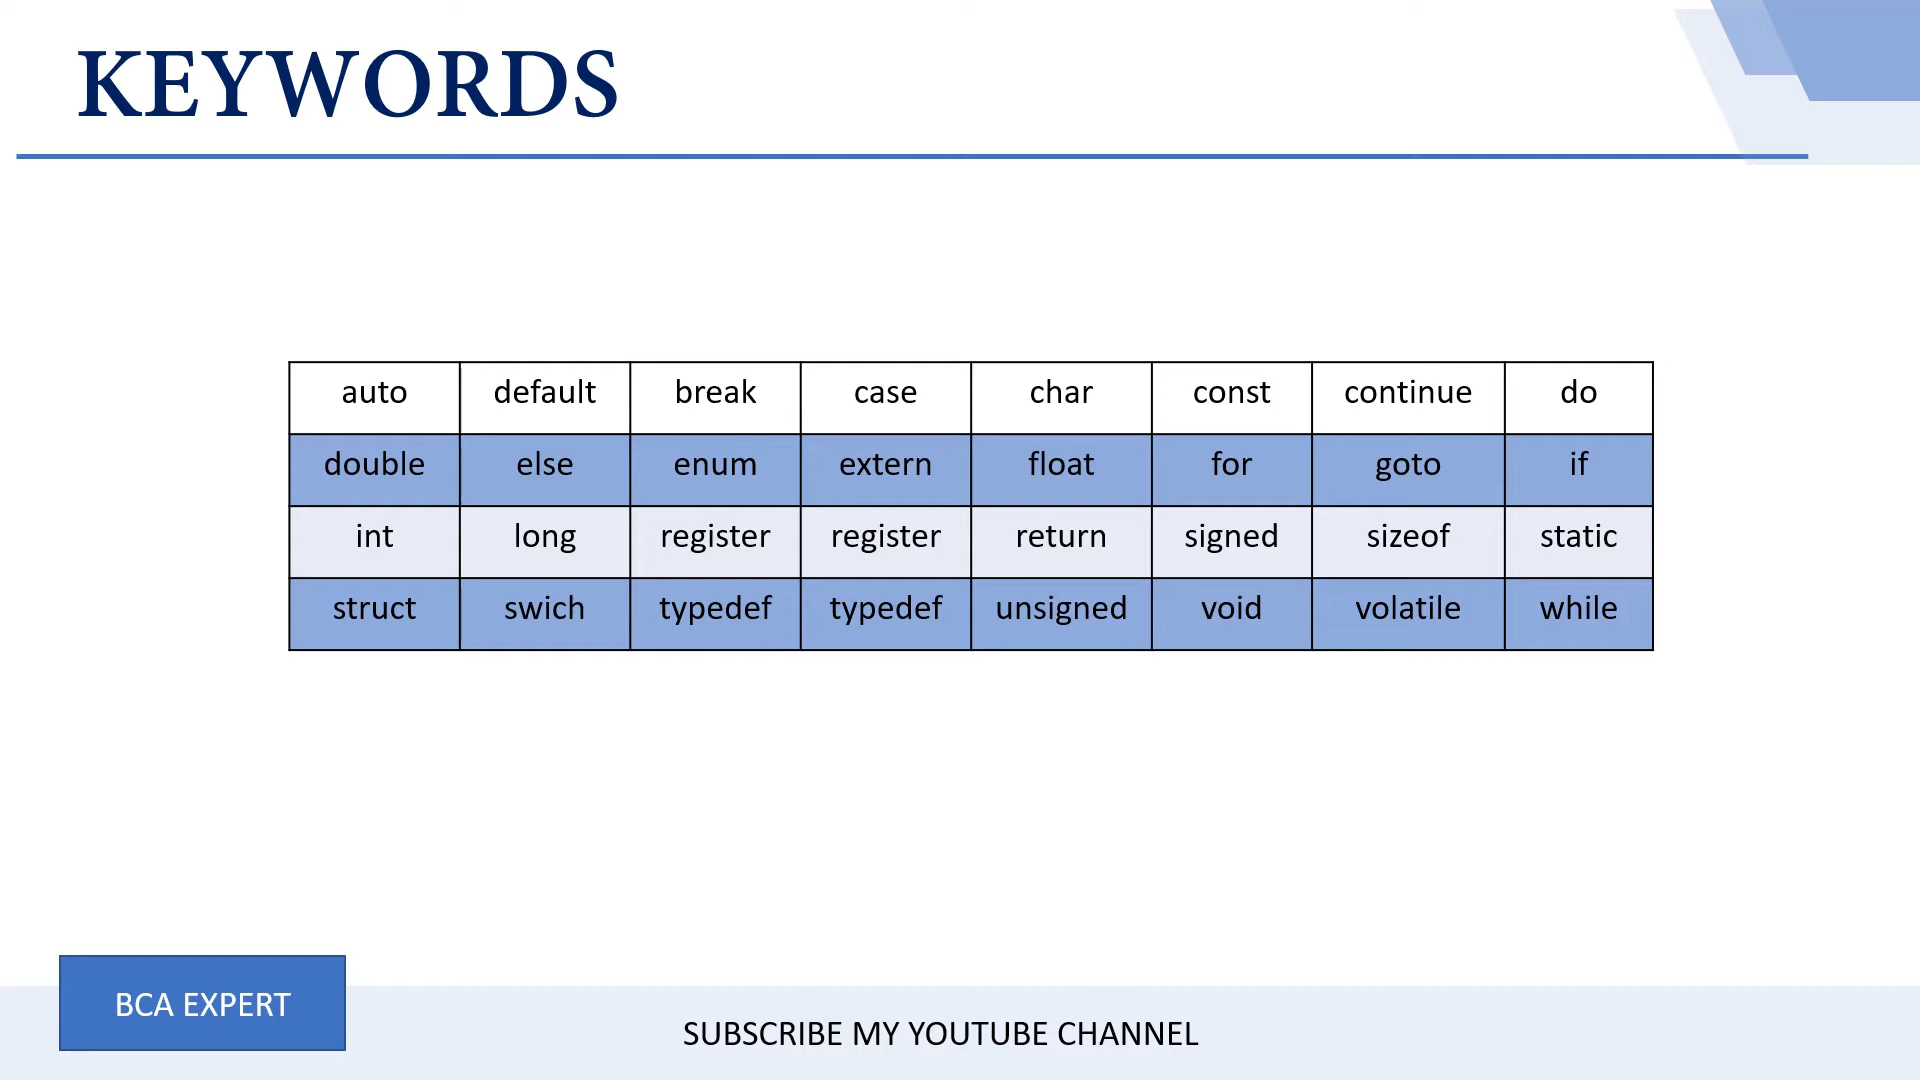 KEYWORDS
auto default break case char const continue do
double else enum extern float for goto if
int long register register return signed sizeof static
struct swich typedef typedef unsigned void volatile while
BCA EXPERT
SUBSCRIBE MY YOUTUBE CHANNEL